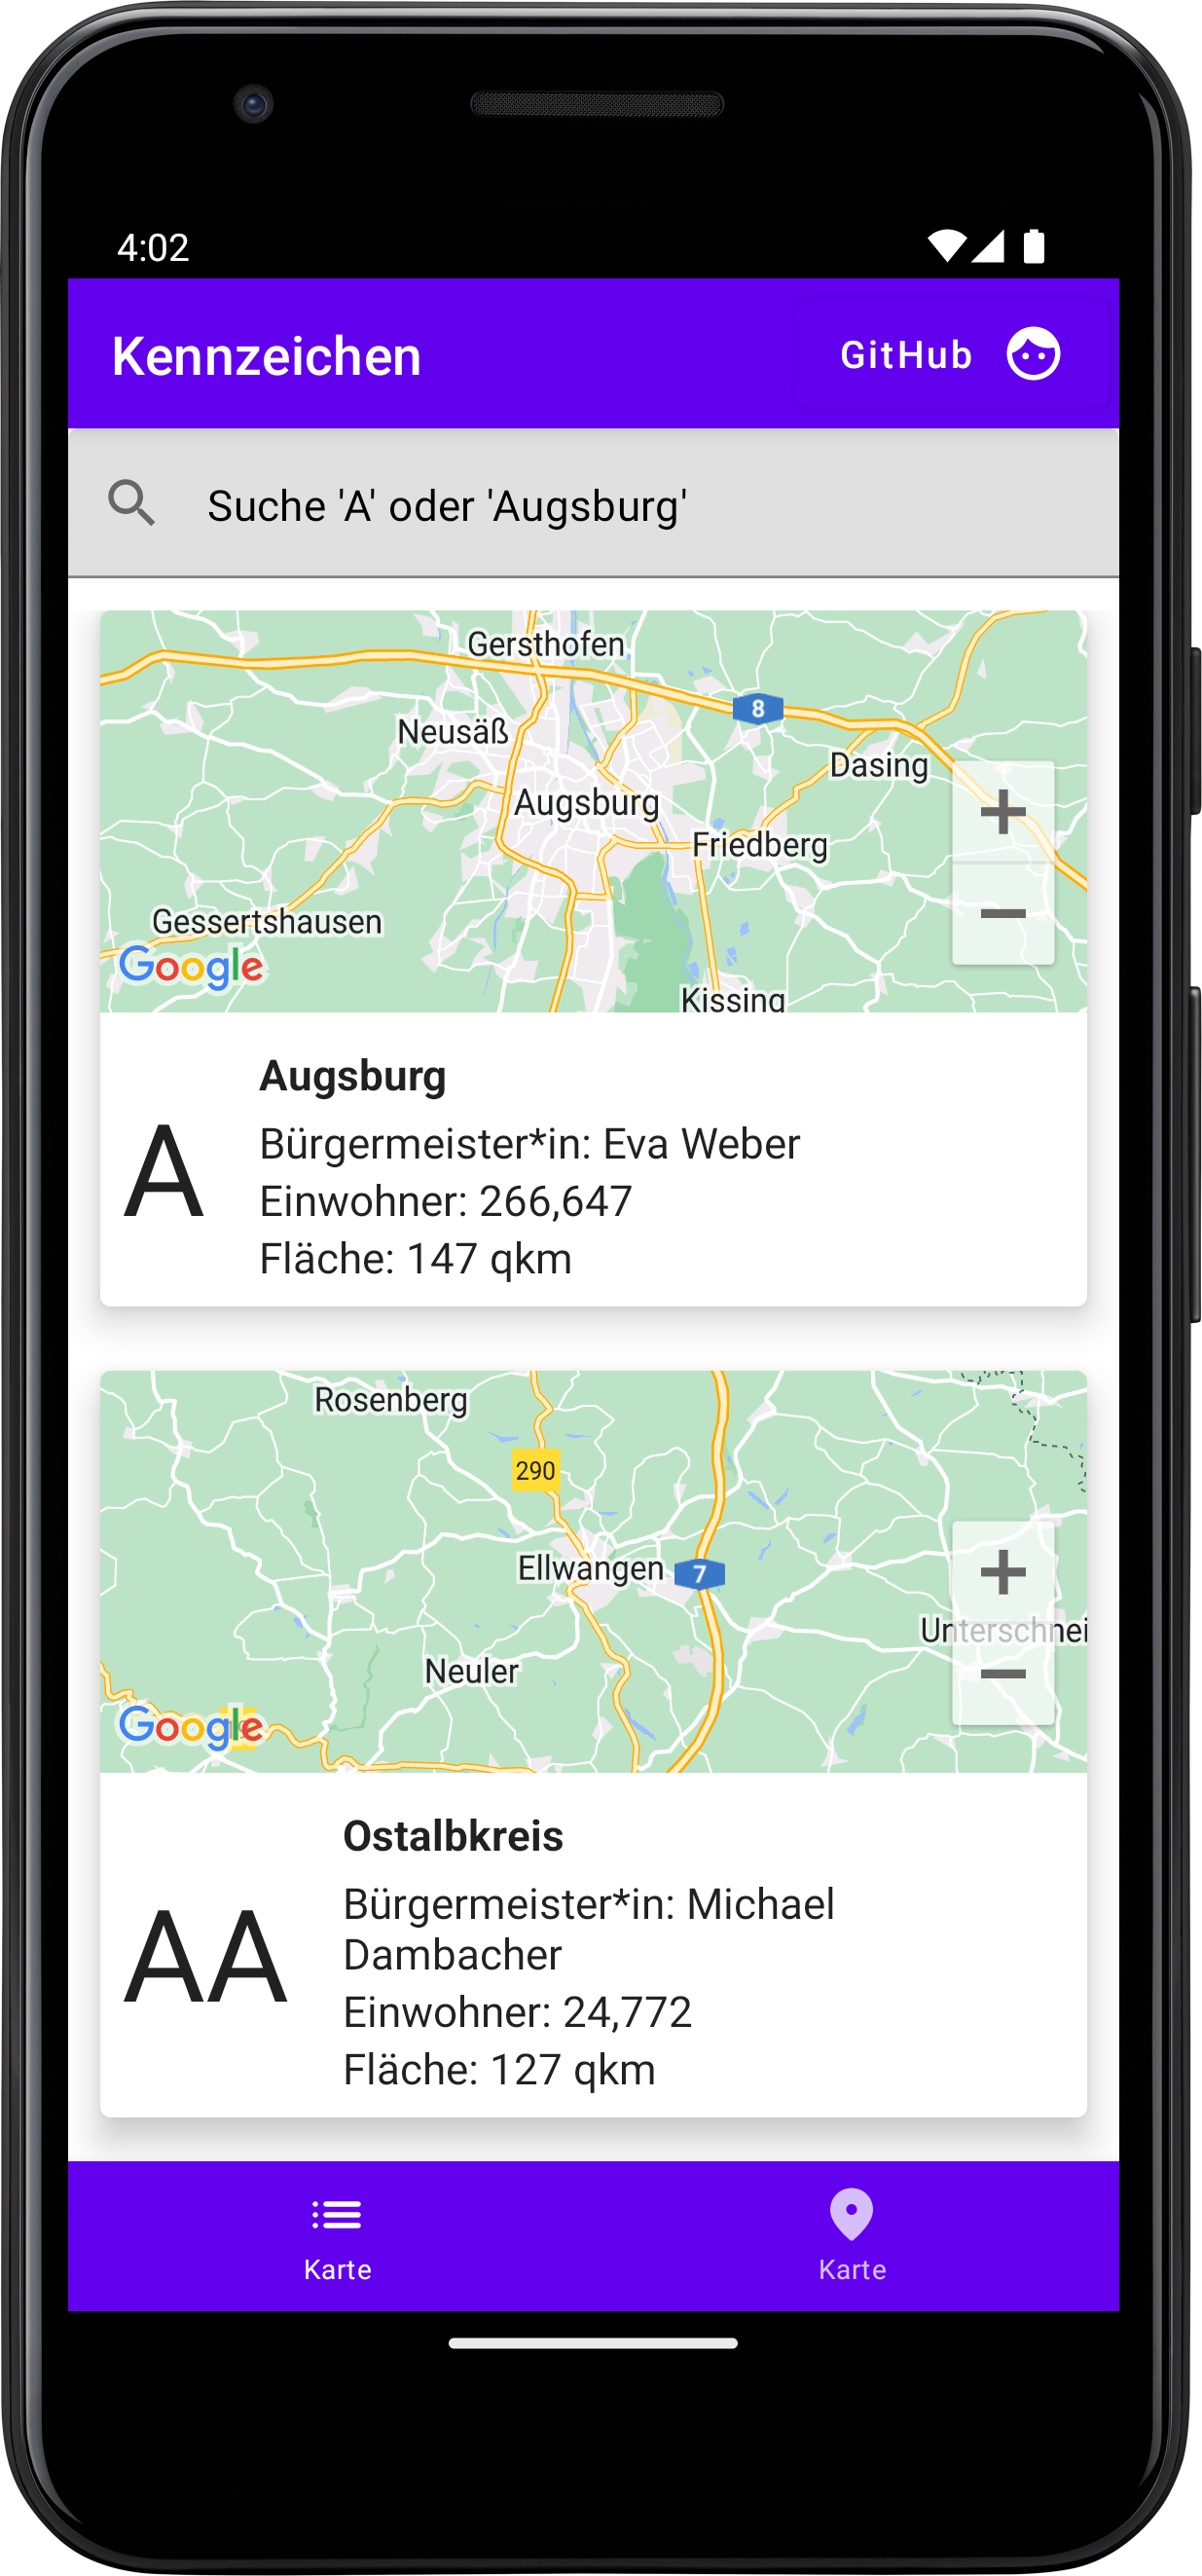 4:02
Kennzeichen
GitHub
Suche 'A' oder 'Augsburg'
Gersthofen
8
Neusäß
Dasing
Augsburg
Friedberg
Gessertshausen
Google
Kissing
Augsburg
A
Bürgermeister*in: Eva Weber
Einwohner: 266,647
Fläche: 147 qkm
Rosenberg
290
Ellwangen
7
Unterschnei
Neuler
Google
Ostalbkreis
AA
Bürgermeister*in: Michael
Dambacher
Einwohner: 24,772
Fläche: 127 qkm
Karte
Karte